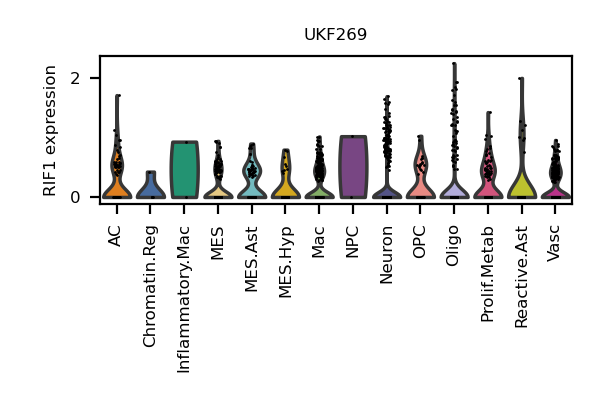 UKF269
RIF1 expression
2
0
AC
Chromatin.Reg
Inflammatory.Mac
MES
MES.Ast
MES.Hyp
Mac
NPC
Neuron
OPC
Oligo
Prolif.Metab
Reactive.Ast
Vasc